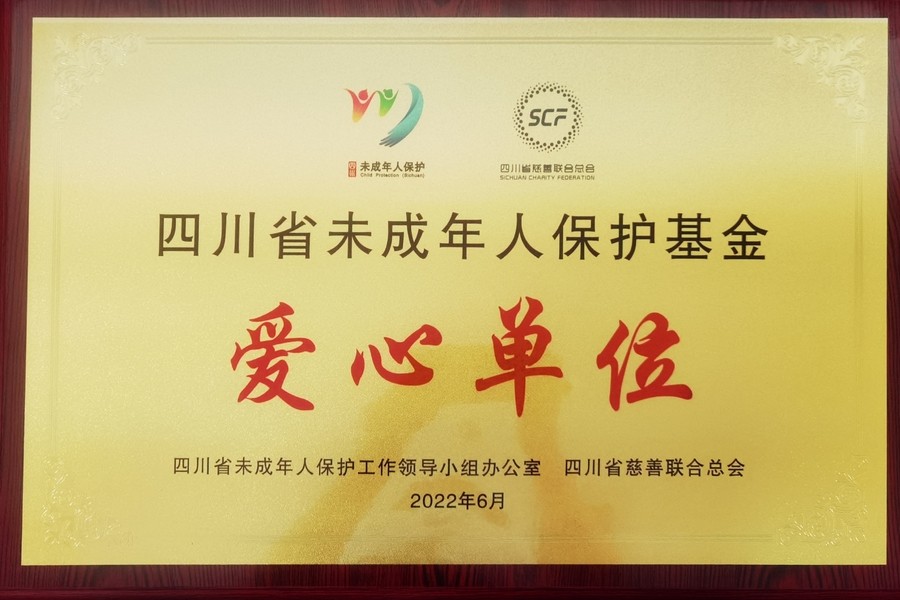 未成年人保护
Child Protection (Sichuan)
SCF
四川省慈善联合总会
SICHUAN CHARITY FEDERATION
四川省未成年人保护基金
爱心单位
四川省未成年人保护工作领导小组办公室 四川省慈善联合总会
2022年6月